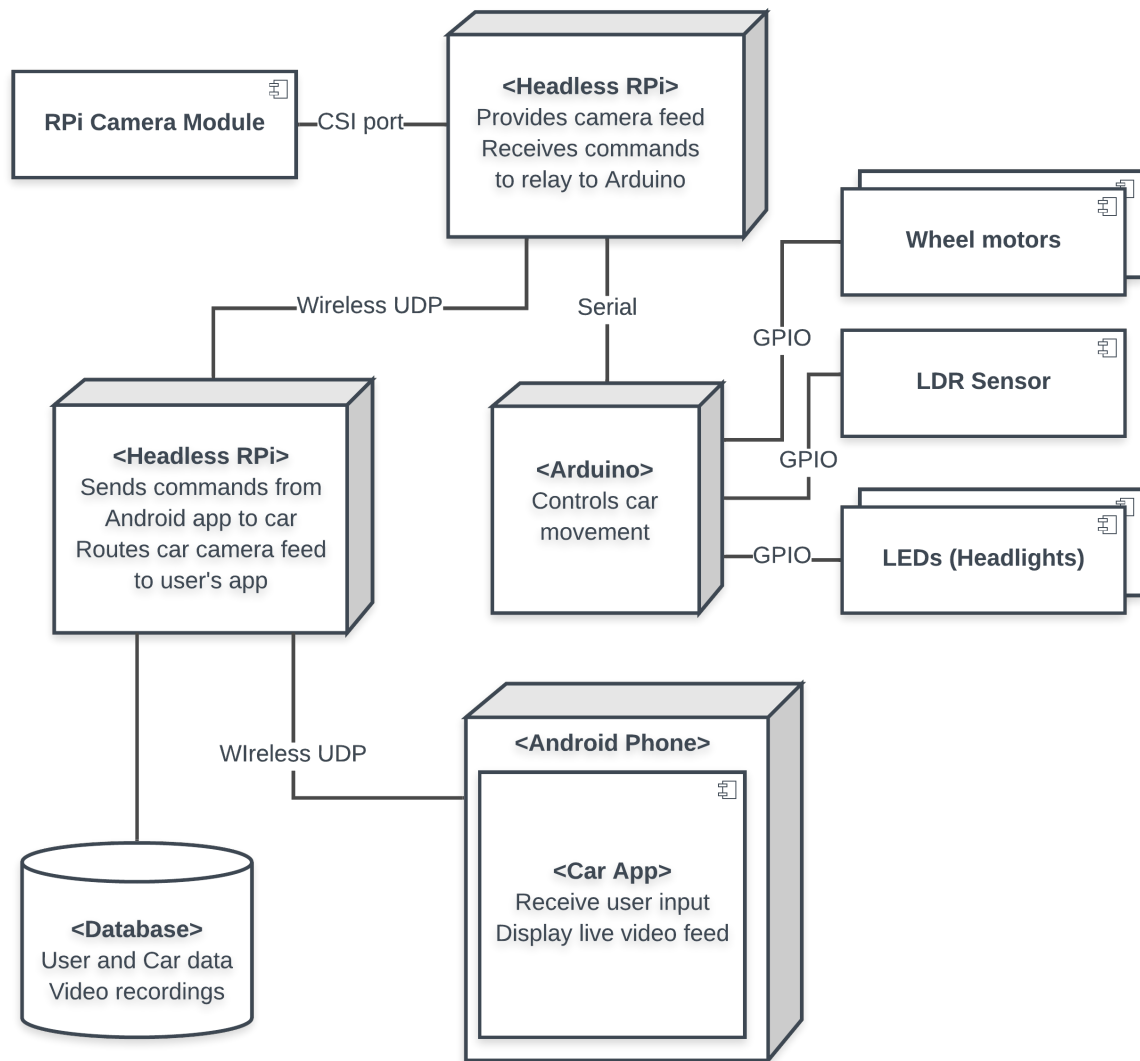 <Headless RPi>
Provides camera feed
Receives commands
to relay to Arduino
RPi Camera Module
CSI port
Wheel motors
Wireless UDP
Serial
GPIO
LDR Sensor
<Headless RPi>
Sends commands from
Android app to car
Routes car camera feed
to user's app
<Arduino>
Controls car
movement
GPIO
GPIO
LEDs (Headlights)
WIreless UDP
<Android Phone>
<Car App>
Receive user input
Display live video feed
<Database>
User and Car data
Video recordings